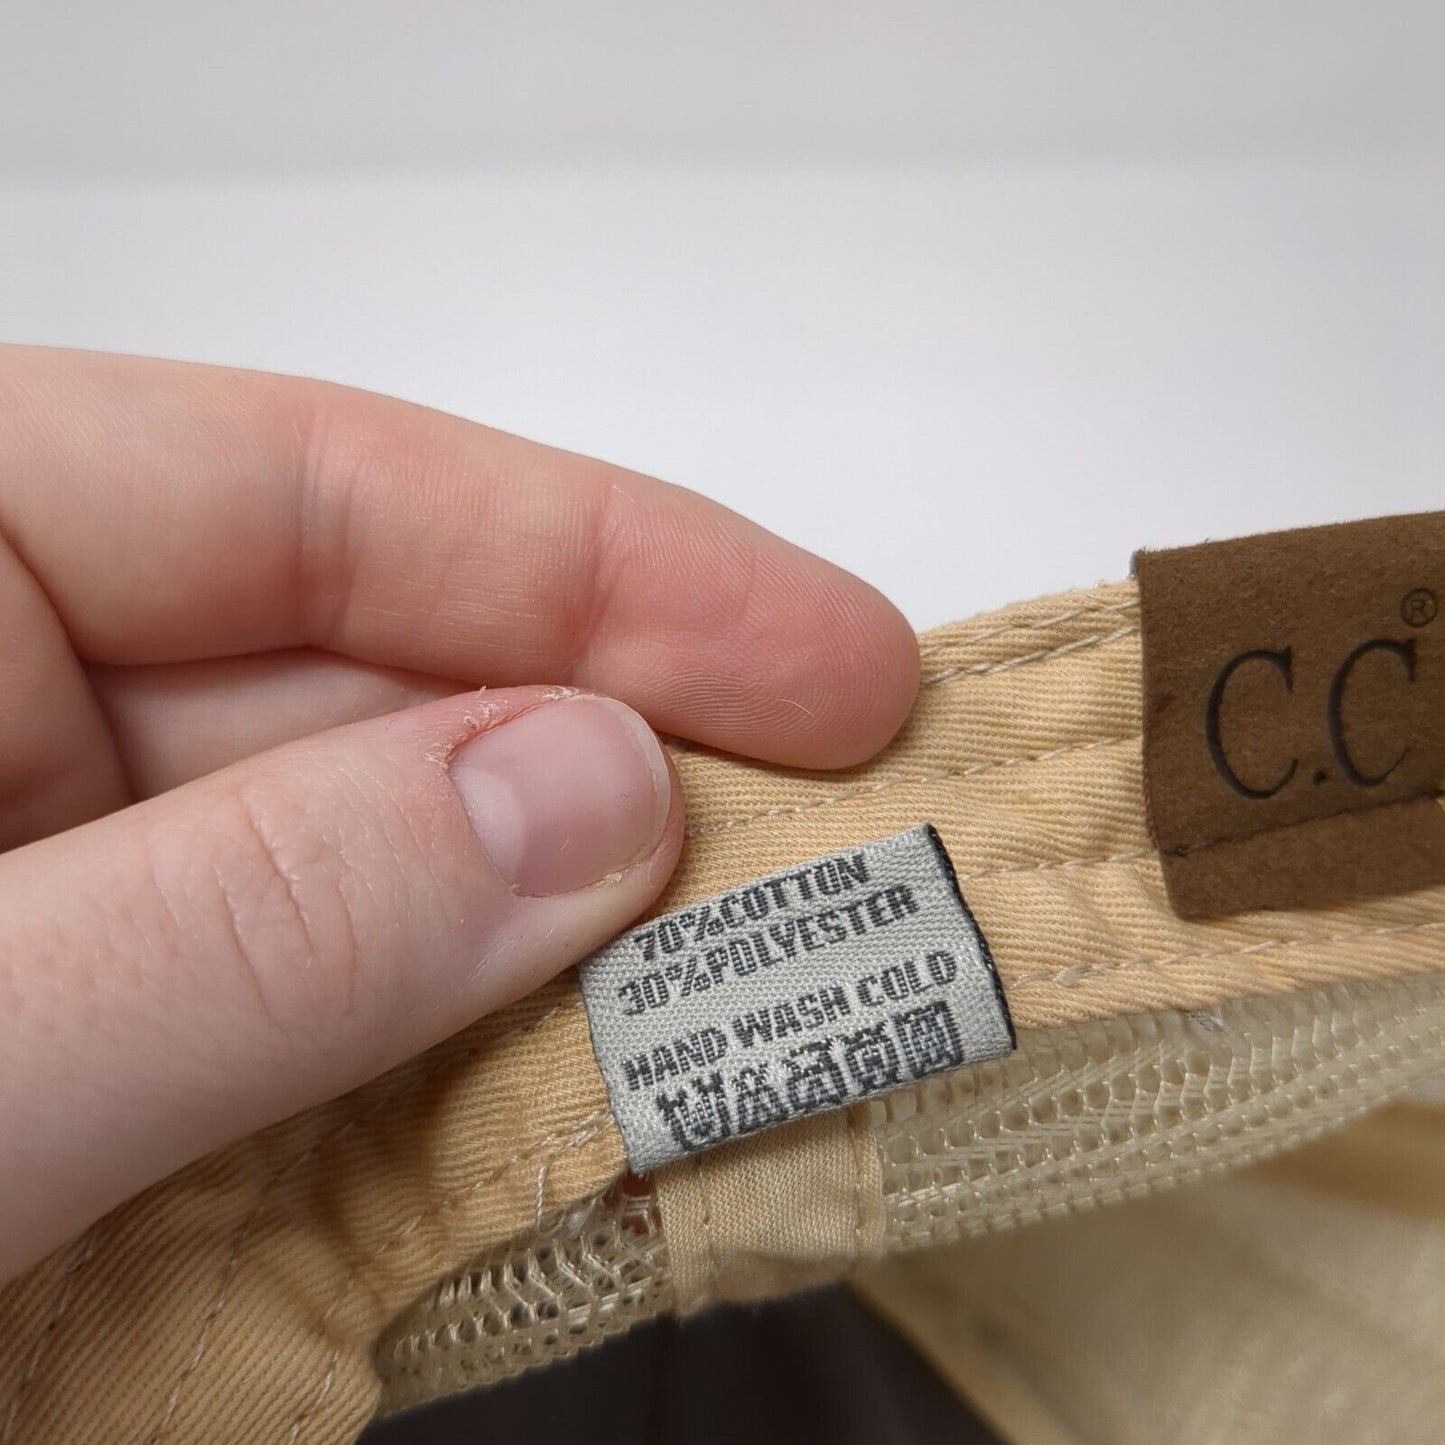 70%COTTON
30%POLYESTER
HAND WASH COLD
C.C®